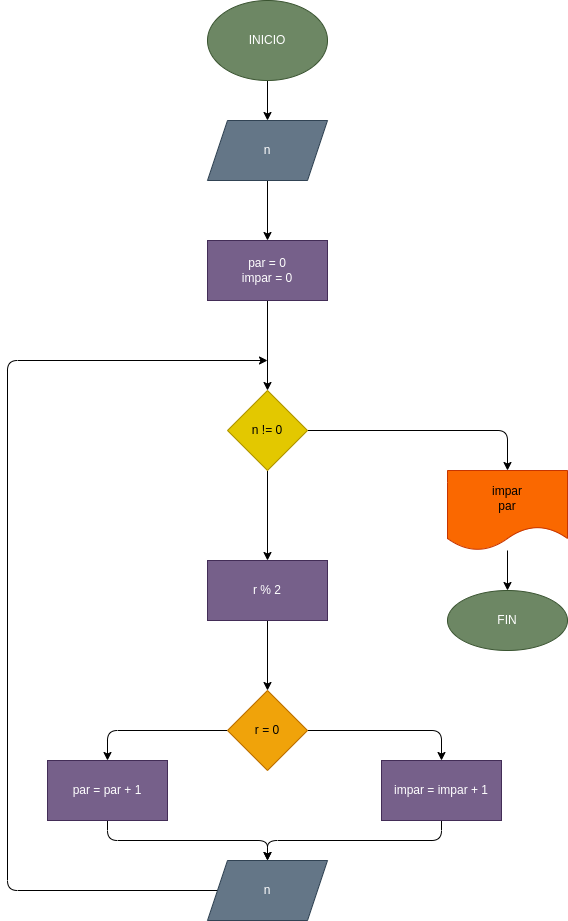 INICIO
n
par = 0
impar = 0
n != 0
impar
par
r % 2
FIN
r = 0
par = par + 1
impar = impar + 1
n